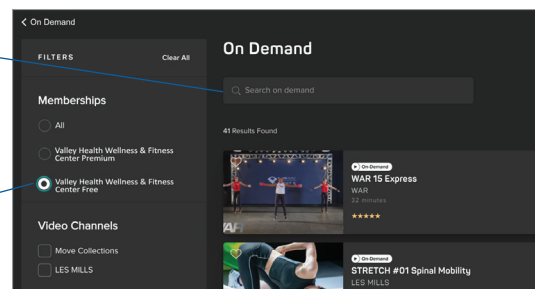 On Demand
FILTERS
Clear All
Memberships
All
Valley Health Wellness & Fitness
Center Premium
Valley Health Wellness & Fitness
Center Free
Video Channels
Move Collections
LES MILLS
On Demand
Search on demand
41 Results Found
On-Demand
WAR 15 Express
WAR
32 minutes
On-Demand
STRETCH #01 Spinal Mobility
LES MILLS